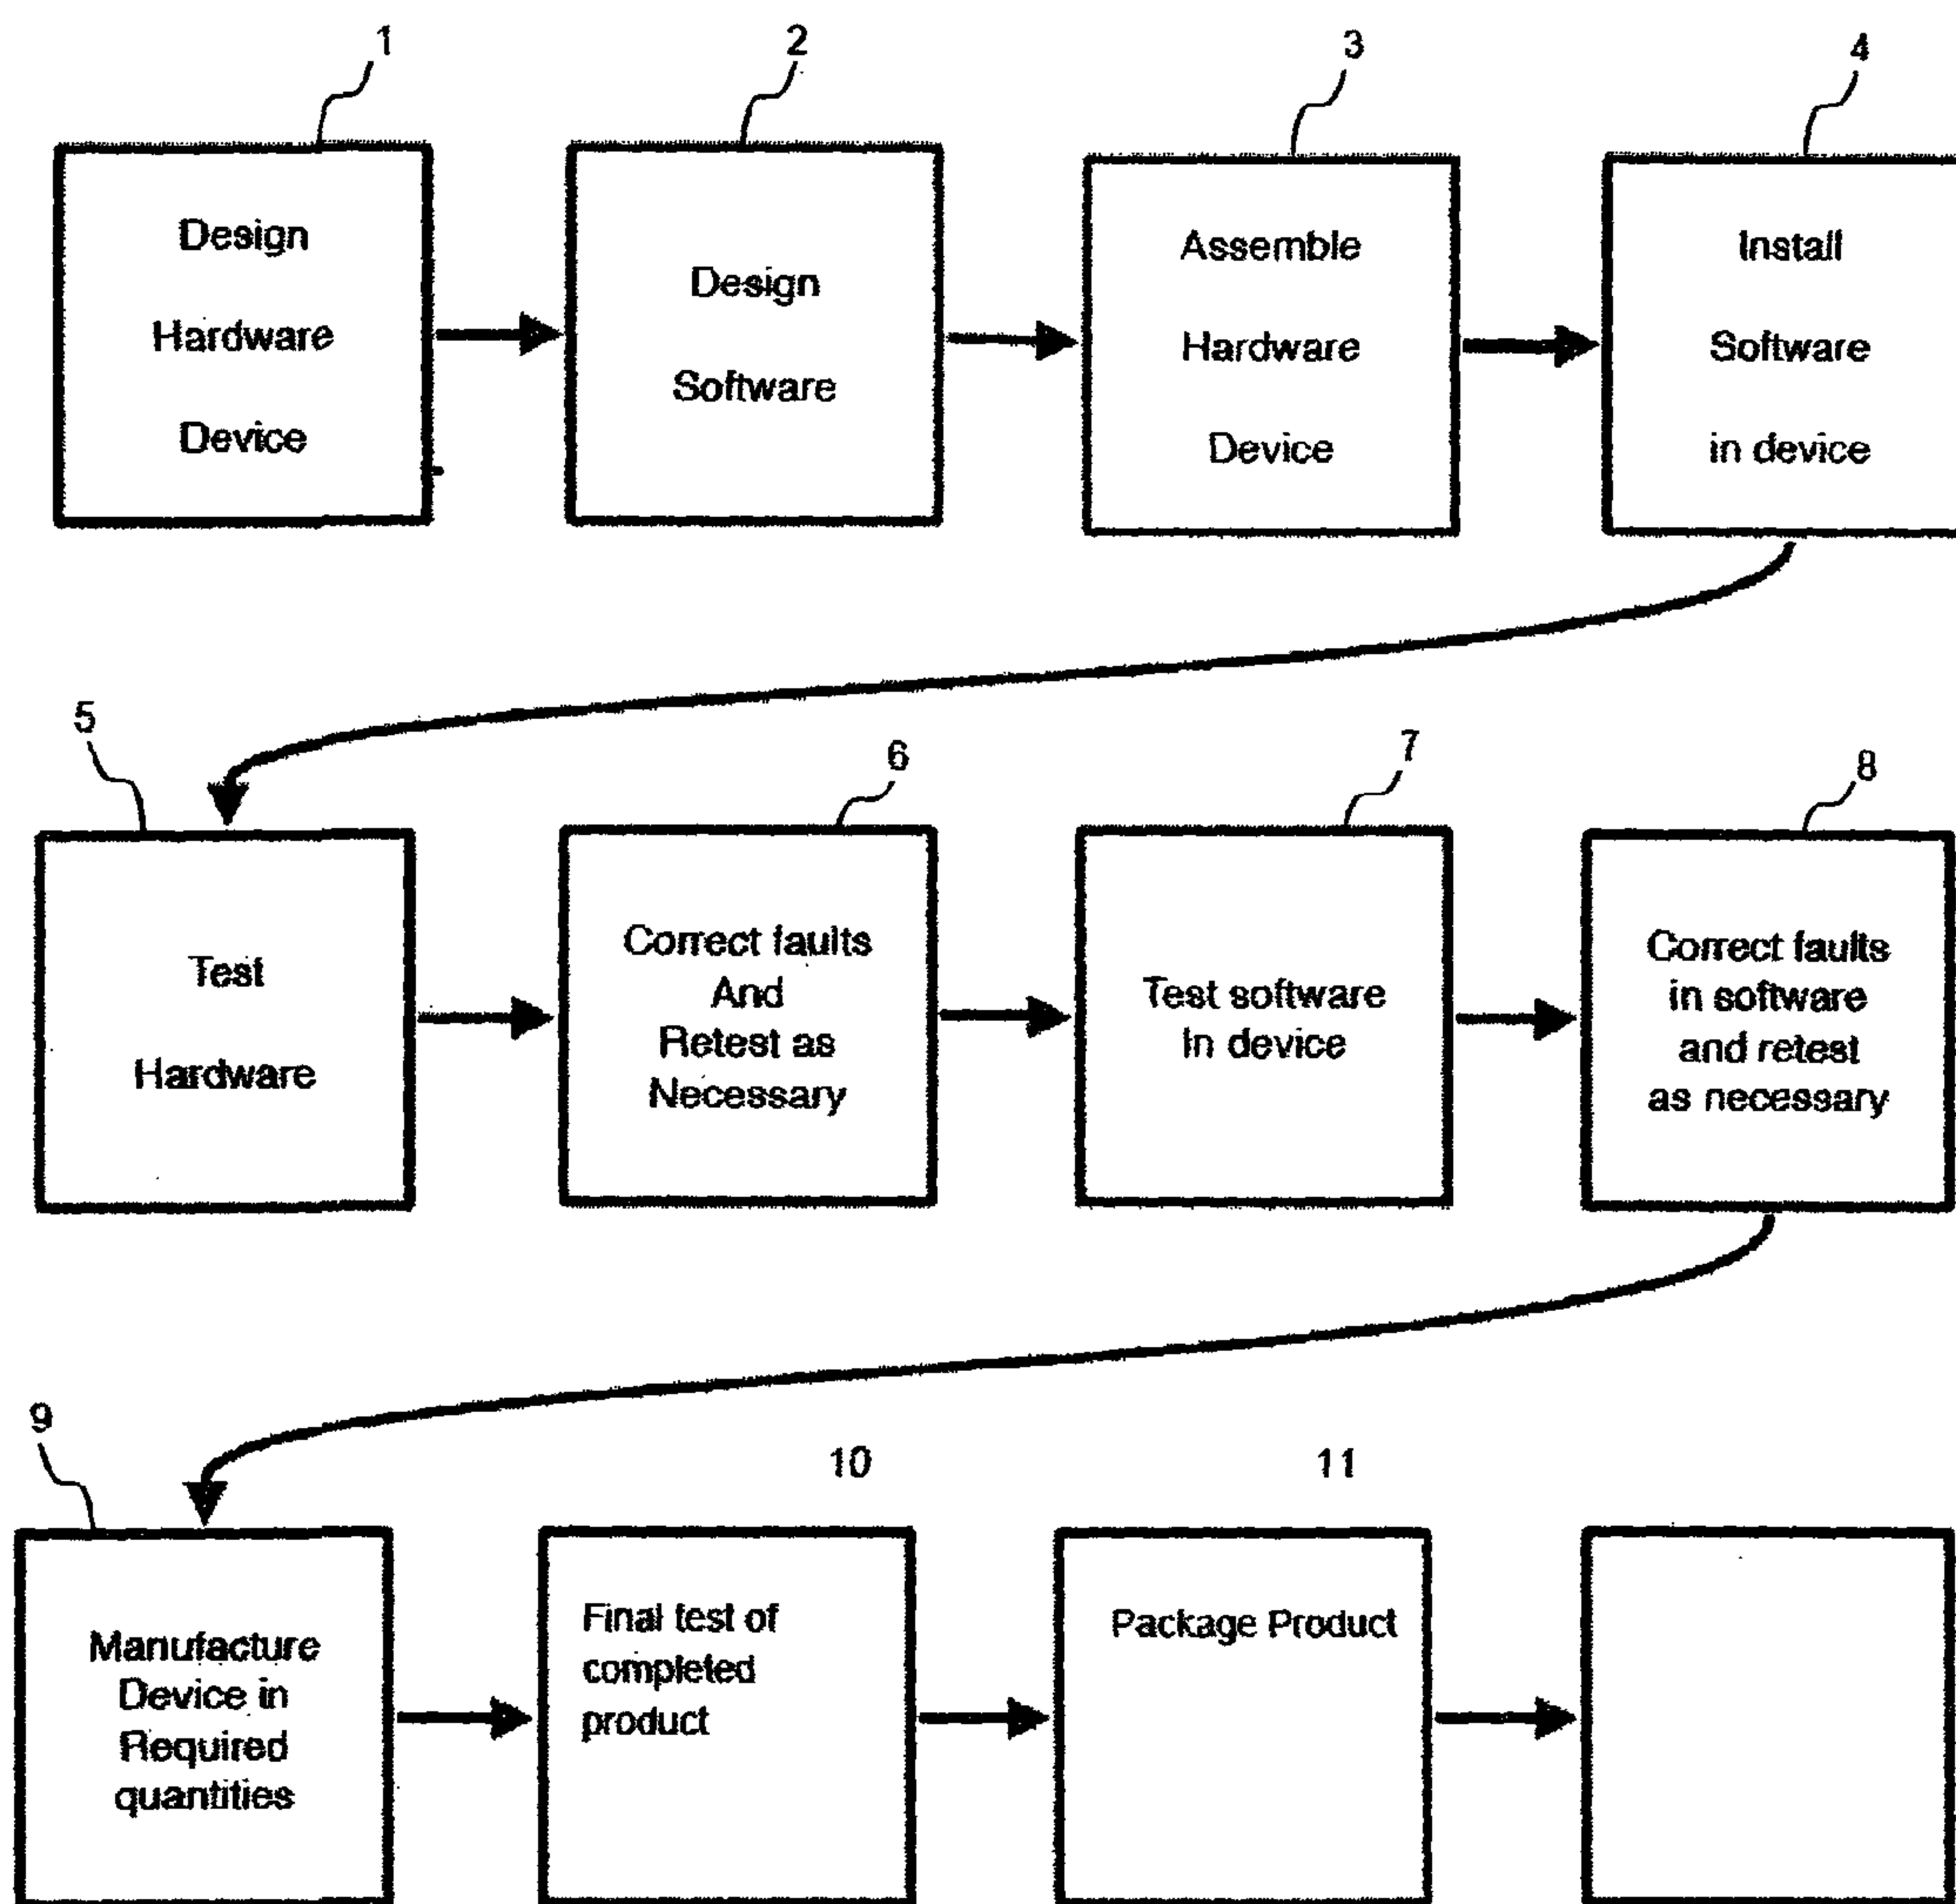 1
2
3
4
Design
Hardware
Device
Design
Software
Assemble
Hardware
Device
Install
Software
in device
5
6
7
8
Test
Hardware
Correct faults
And
Retest as
Necessary
Test software
In device
Correct faults
in software
and retest
as necessary
9
10
11
Manufacture
Device in
Required
quantities
Final test of
completed
product
Package Product